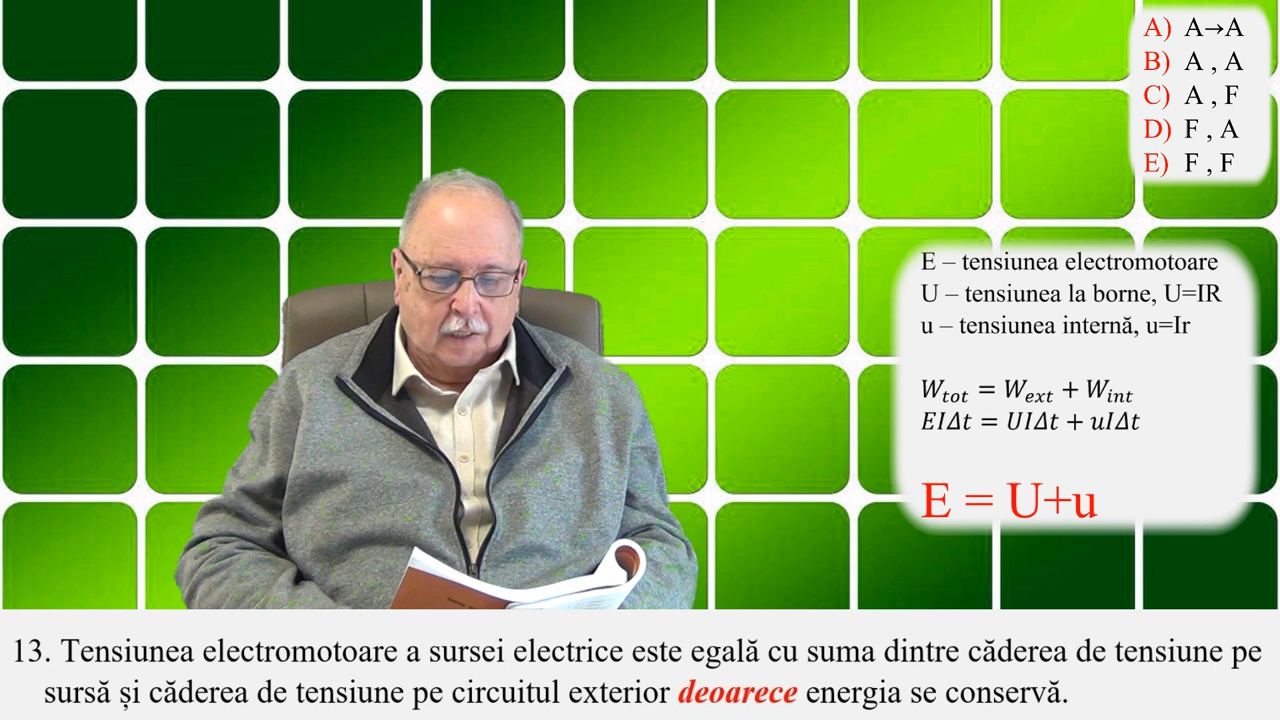 A) A→A
B) A , A
C) A , F
D) F , A
E) F , F
E – tensiunea electromotoare
U – tensiunea la borne, U=IR
u – tensiunea internă, u=Ir
W_tot = W_ext + W_int
EIΔt = UIΔt + uIΔt
E = U+u
13. Tensiunea electromotoare a sursei electrice este egală cu suma dintre căderea de tensiune pe
sursă și căderea de tensiune pe circuitul exterior deoarece energia se conservă.